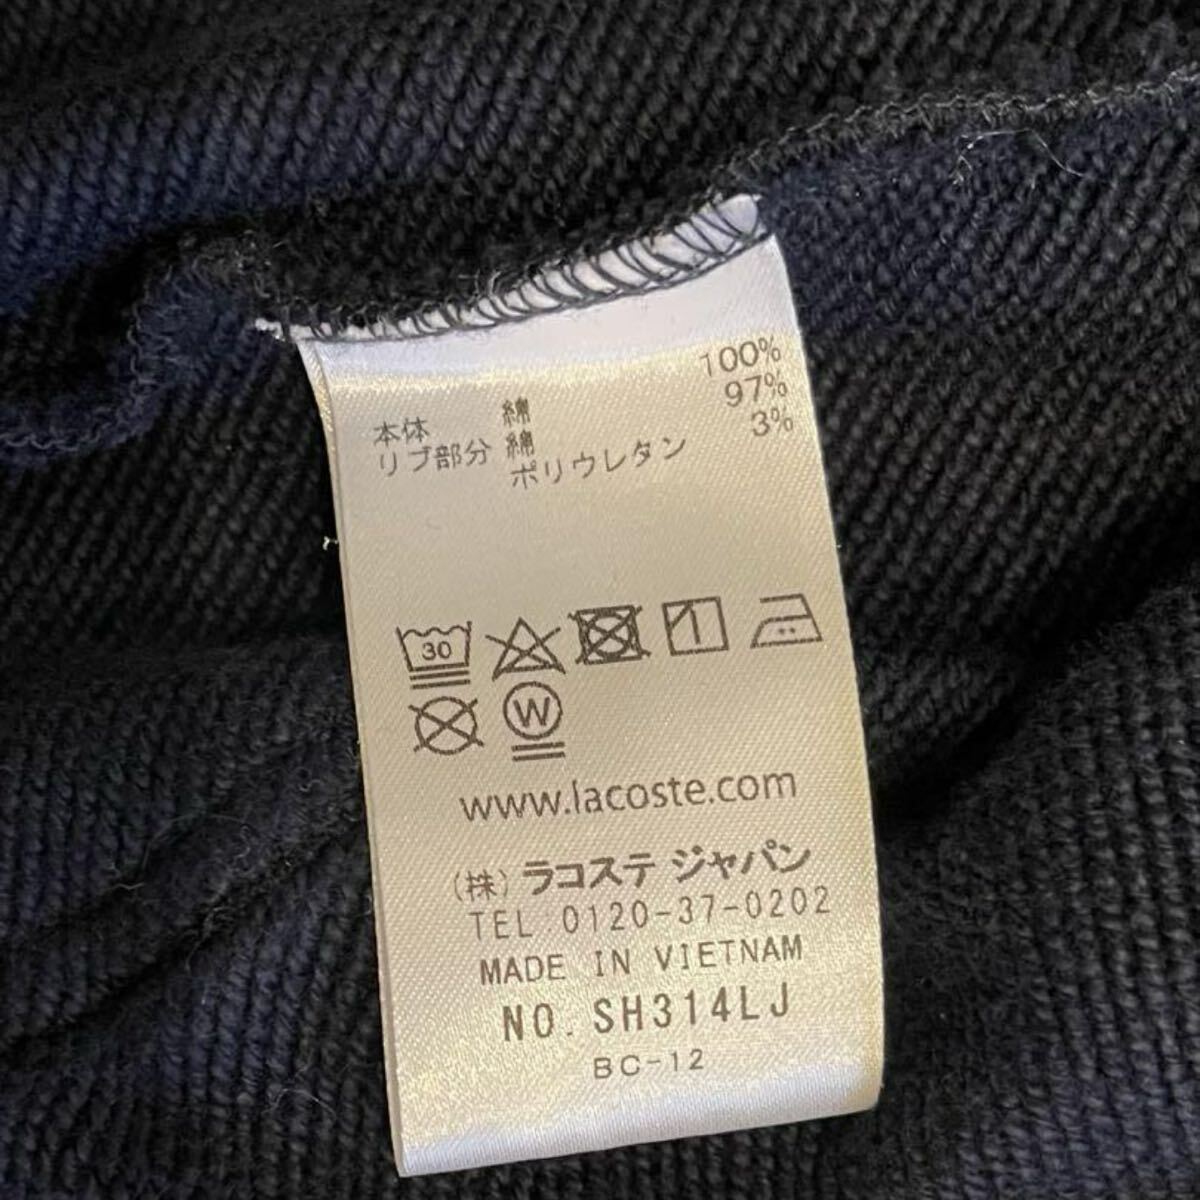 本体 綿 100%
リブ部分 綿 97%
ポリウレタン 3%
30
W
www.lacoste.com
(株) ラコステ ジャパン
TEL:0120-37-0202
MADE IN VIETNAM
NO. SH314LJ
BC-12